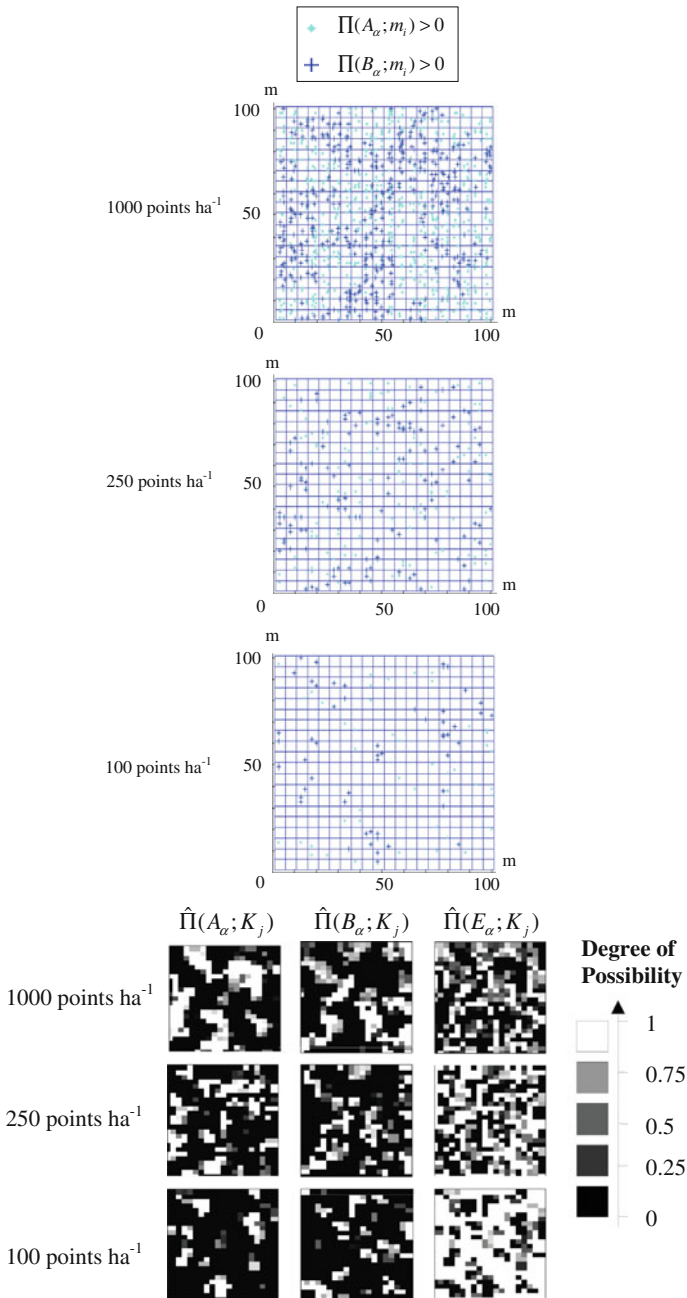 Π(A_α; m_i) > 0
Π(B_α; m_i) > 0
m
100
1000 points ha⁻¹
50
0
50
100
m
m
100
250 points ha⁻¹
50
0
50
100
m
m
100
100 points ha⁻¹
50
0
50
100
m
Π̂(A_α; K_j) Π̂(B_α; K_j) Π̂(E_α; K_j)
Degree of
Possibility
1000 points ha⁻¹
1
0.75
250 points ha⁻¹
0.5
0.25
0
100 points ha⁻¹